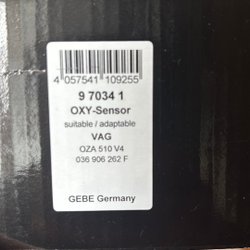 4 057541 109255
9 7034 1
OXY-Sensor
suitable / adaptable
VAG
OZA 510 V4
036 906 262 F
GEBE Germany